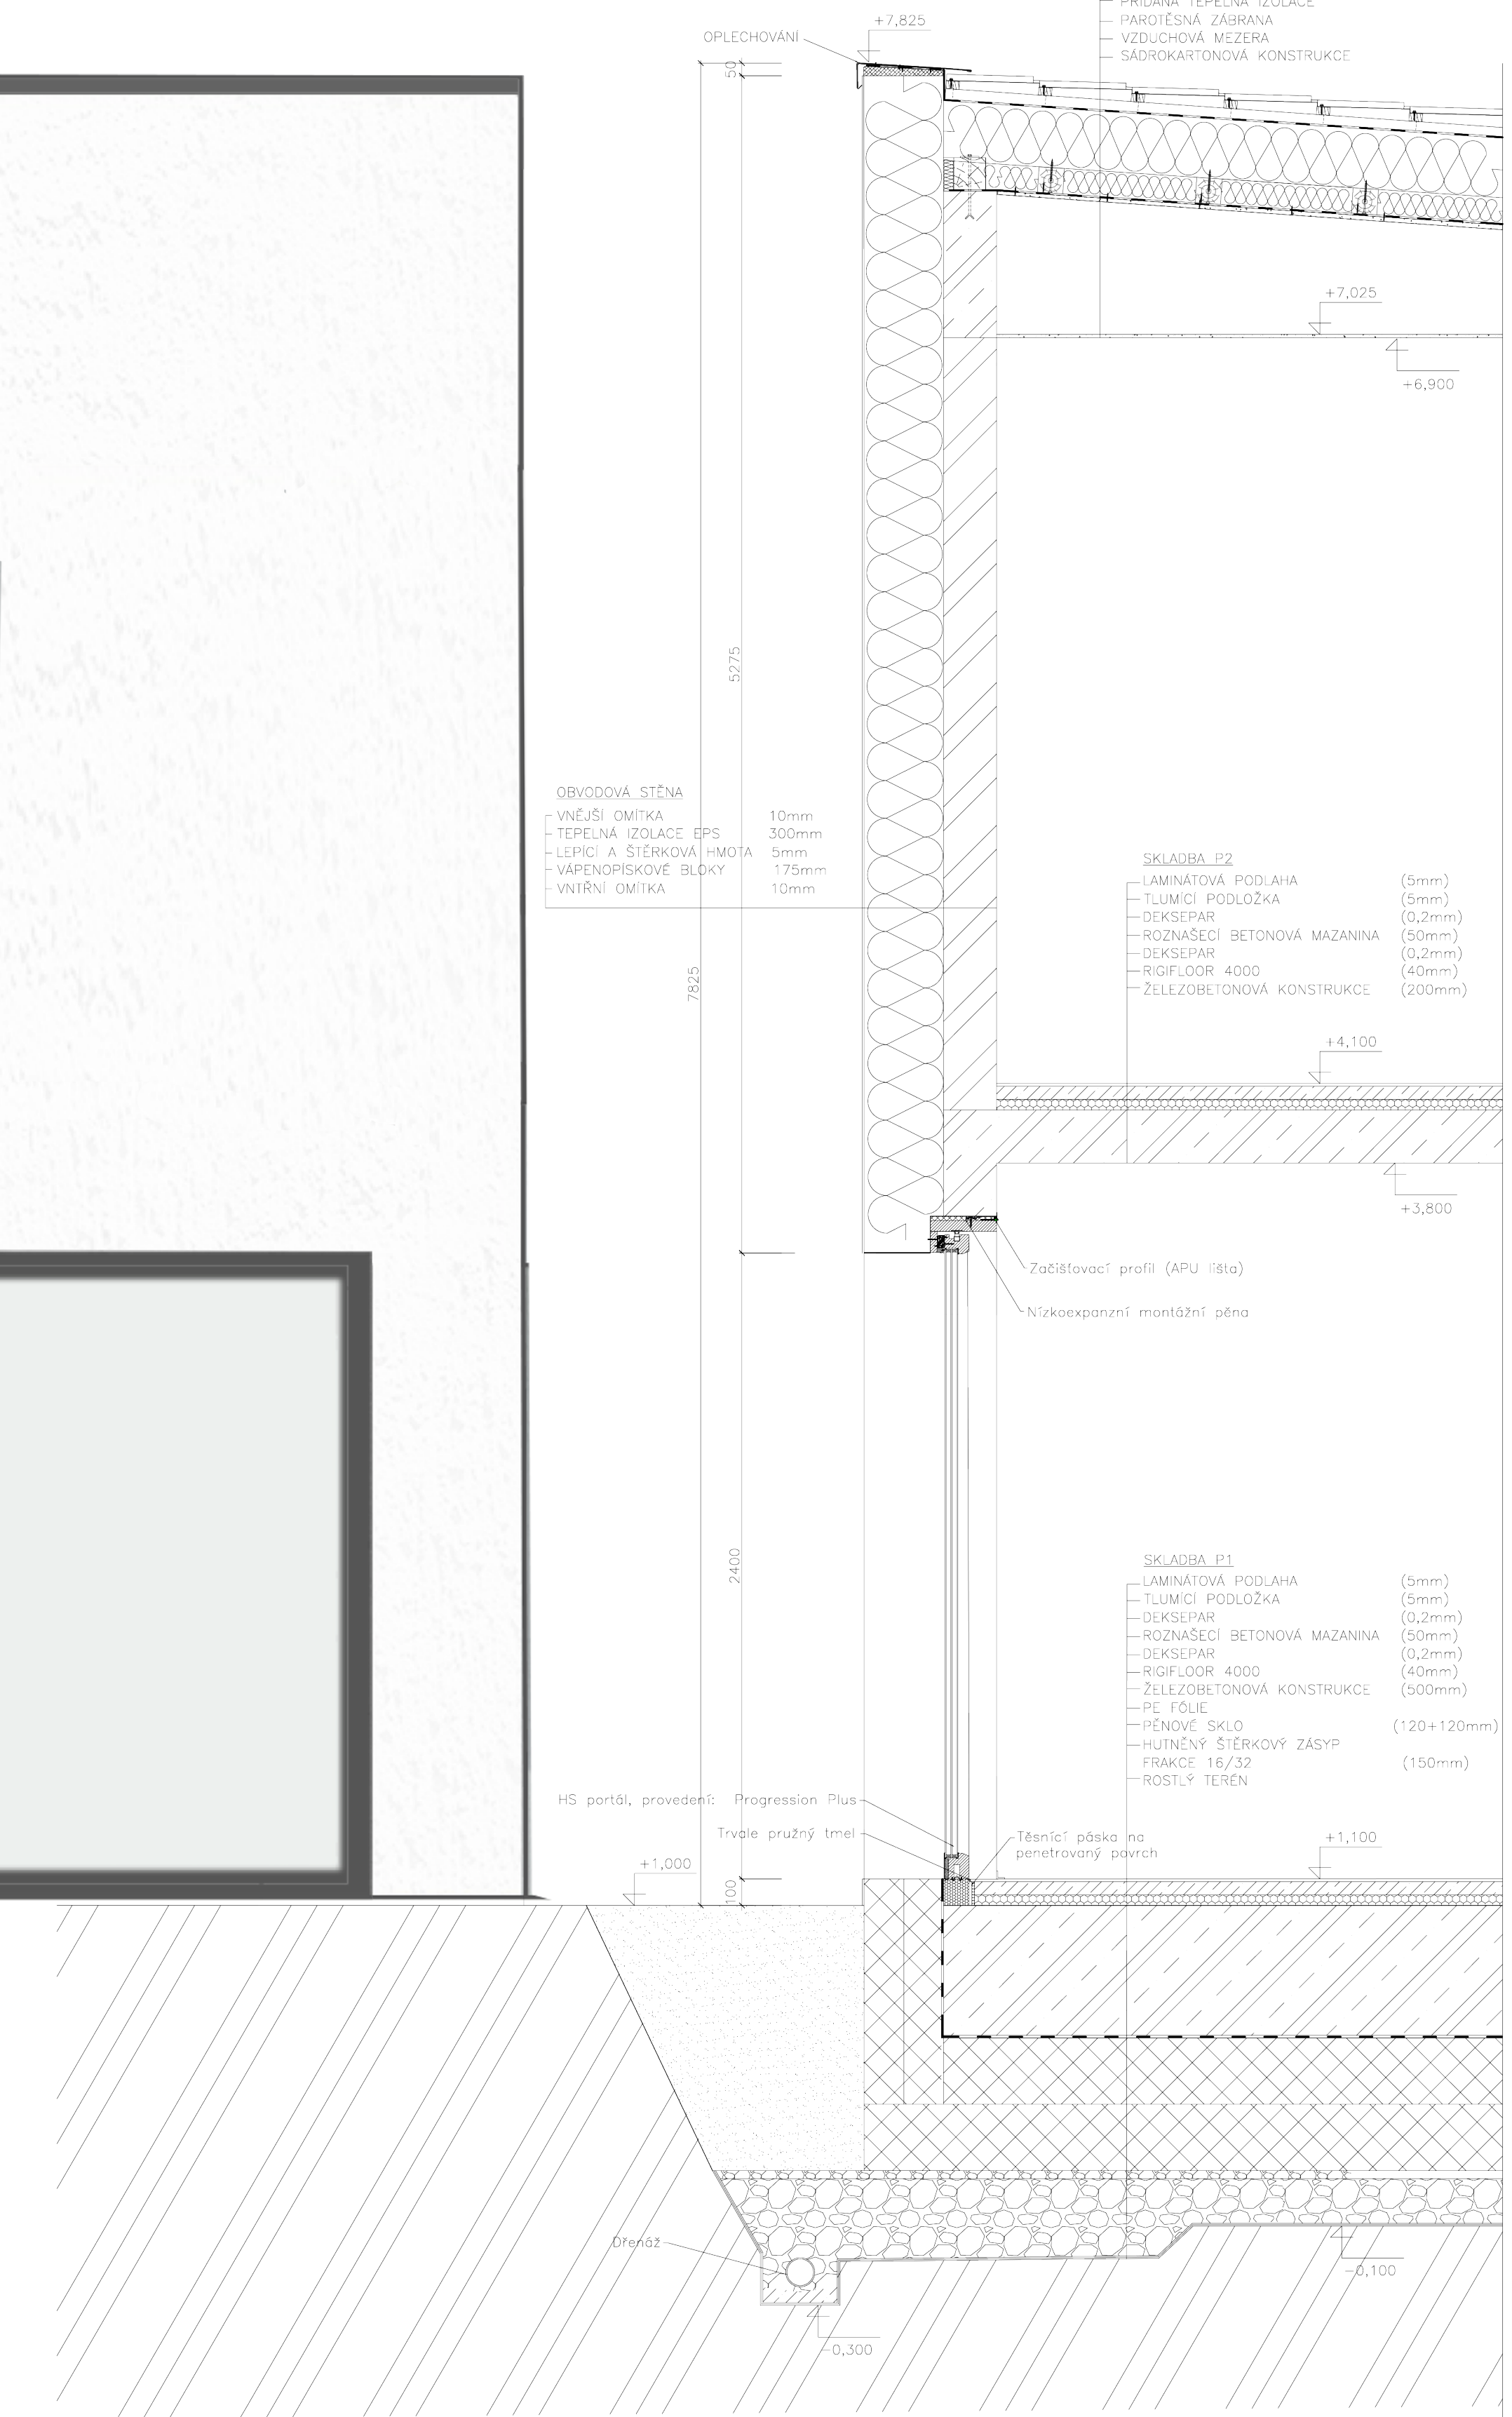 PŘIDANÁ TEPELNÁ IZOLACE
PAROTĚSNÁ ZÁBRANA
VZDUCHOVÁ MEZERA
SÁDROKARTONOVÁ KONSTRUKCE
+7,825
OPLECHOVÁNÍ
50
+7,025
+6,900
5275
OBVODOVÁ STĚNA
VNĚJŠÍ OMÍTKA 10mm
TEPELNÁ IZOLACE EPS 300mm
LEPÍCÍ A ŠTĚRKOVÁ HMOTA 5mm
VÁPENOPÍSKOVÉ BLOKY 175mm
VNTŘNÍ OMÍTKA 10mm
SKLADBA P2
LAMINÁTOVÁ PODLAHA (5mm)
TLUMÍCÍ PODLOŽKA (5mm)
DEKSEPAR (0,2mm)
ROZNAŠECÍ BETONOVÁ MAZANINA (50mm)
DEKSEPAR (0,2mm)
RIGIFLOOR 4000 (40mm)
ŽELEZOBETONOVÁ KONSTRUKCE (200mm)
7825
+4,100
+3,800
Začišťovací profil (APU lišta)
Nízkoexpanzní montážní pěna
2400
SKLADBA P1
LAMINÁTOVÁ PODLAHA (5mm)
TLUMÍCÍ PODLOŽKA (5mm)
DEKSEPAR (0,2mm)
ROZNAŠECÍ BETONOVÁ MAZANINA (50mm)
DEKSEPAR (0,2mm)
RIGIFLOOR 4000 (40mm)
ŽELEZOBETONOVÁ KONSTRUKCE (500mm)
PE FÓLIE
PĚNOVÉ SKLO (120+120mm)
HUTNĚNÝ ŠTĚRKOVÝ ZÁSYP
FRAKCE 16/32 (150mm)
ROSTLÝ TERÉN
HS portál, provedení: Progression Plus
Trvale pružný tmel
Těsnící páska na
penetrovaný povrch
+1,100
+1,000
100
Dřenáž
-0,100
-0,300